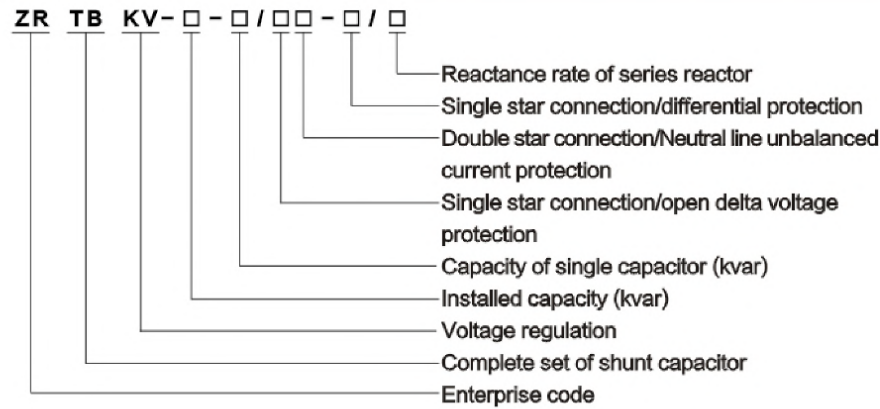 ZR TB KV-□-□/□□-□/□
Reactance rate of series reactor
Single star connection/differential protection
Double star connection/Neutral line unbalanced
current protection
Single star connection/open delta voltage
protection
Capacity of single capacitor (kvar)
Installed capacity (kvar)
Voltage regulation
Complete set of shunt capacitor
Enterprise code